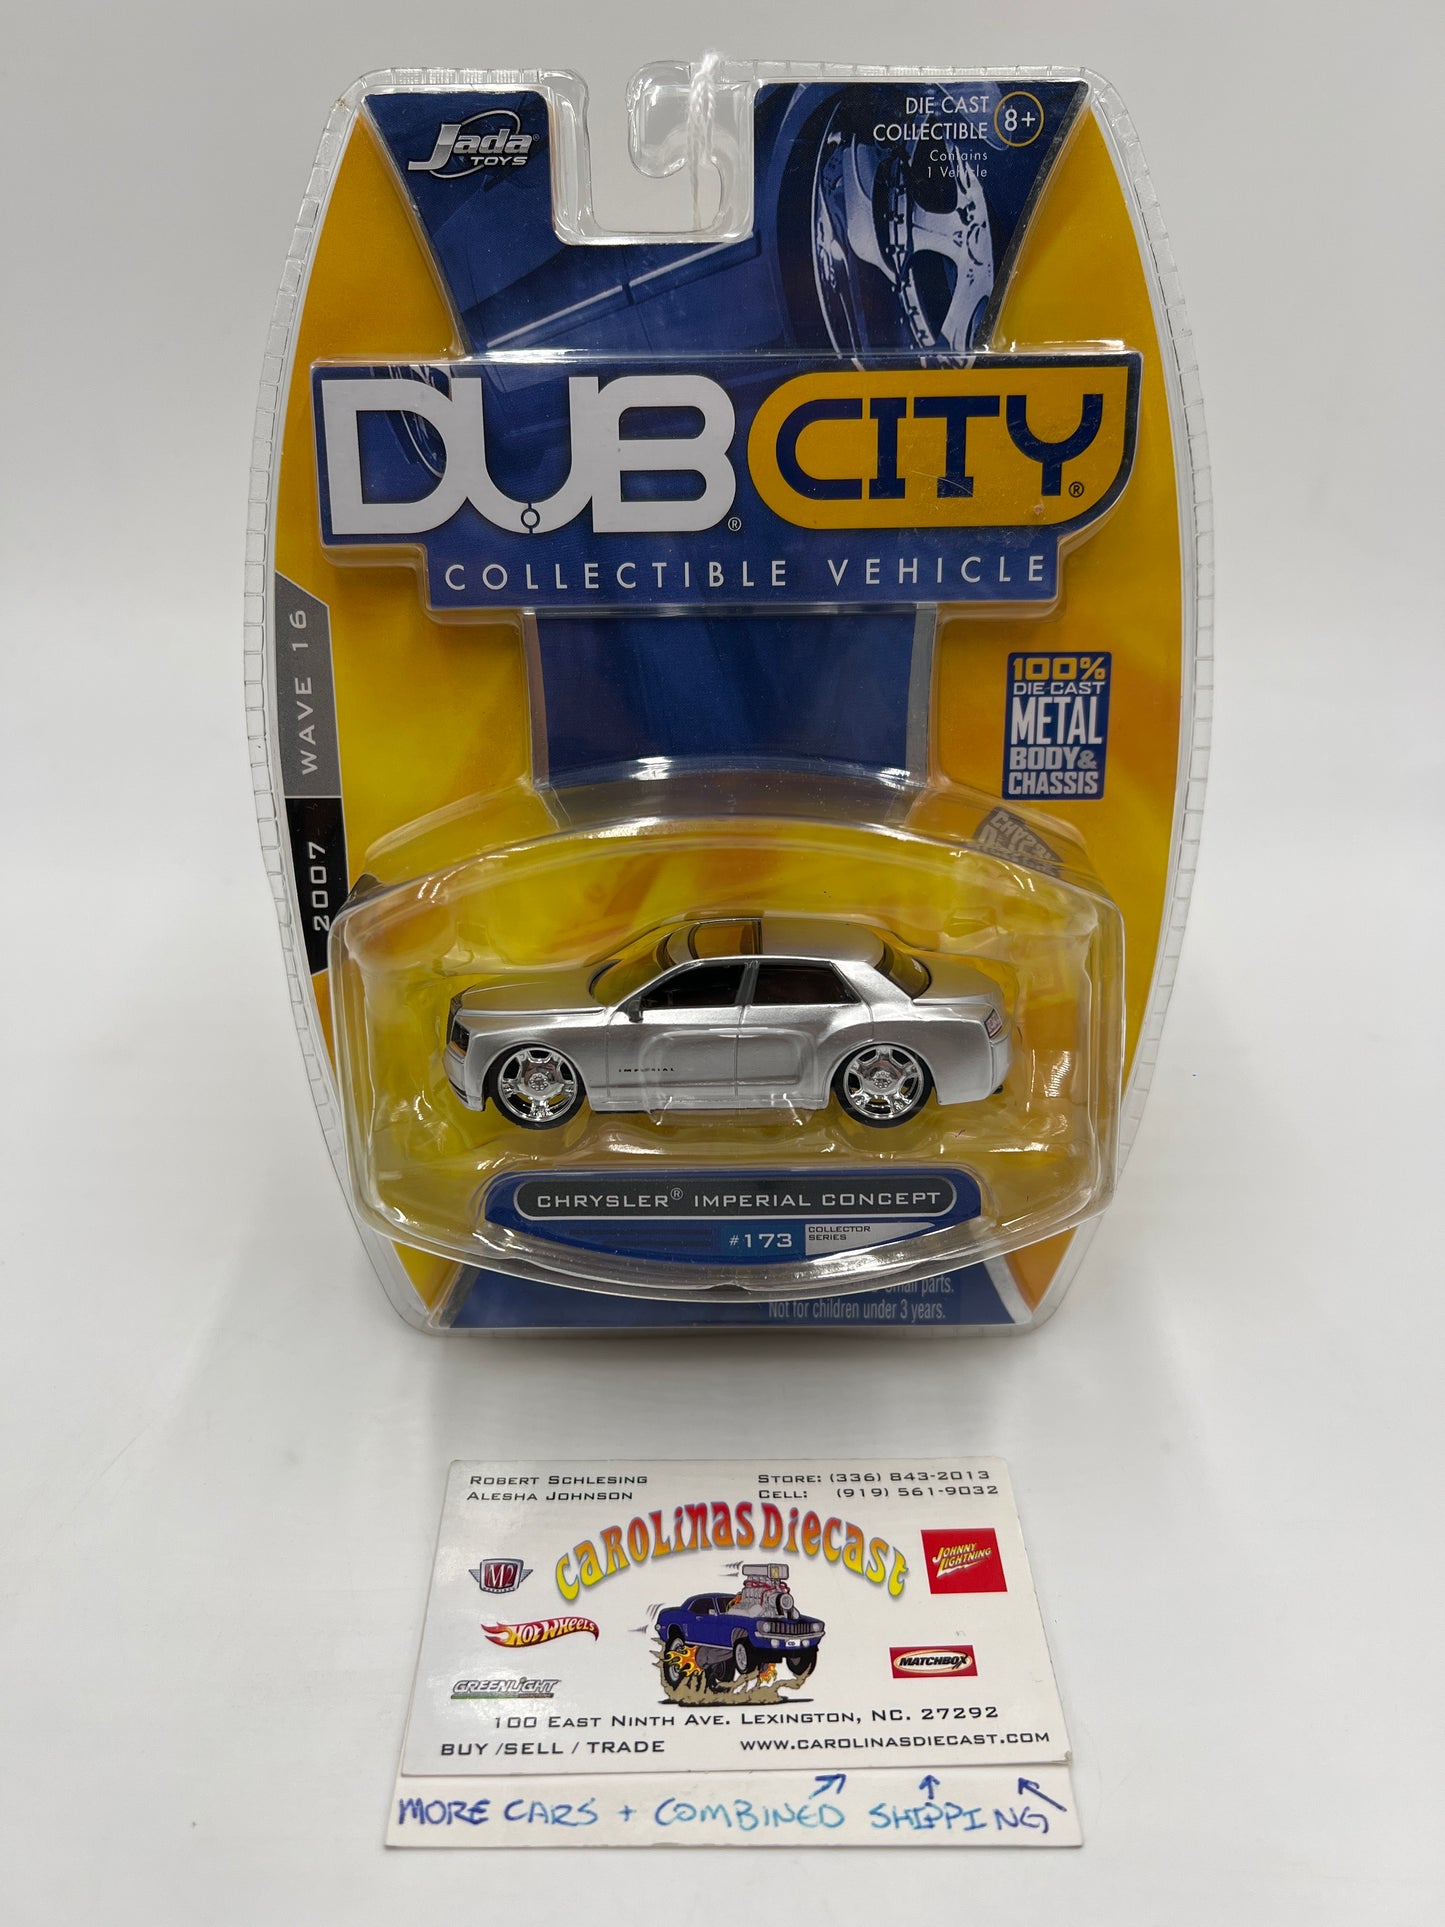 Jada®
TOYS
DIE CAST
COLLECTIBLE
8+
Contains
1 Vehicle
DUB® CITY®
COLLECTIBLE VEHICLE
WAVE 16
2007
100%
DIE-CAST
METAL
BODY &
CHASSIS
IMPERIAL
CHRYSLER® IMPERIAL CONCEPT
#173
COLLECTOR
SERIES
small parts.
Not for children under 3 years.
ROBERT SCHLESING
ALESHA JOHNSON
STORE: (336) 843-2013
CELL: (919) 561-9032
CAROLINAS DIECAST
M2
JOHNNY
LIGHTNING
HOT WHEELS
MATCHBOX
GREENLIGHT
100 EAST NINTH AVE. LEXINGTON, NC. 27292
BUY /SELL / TRADE
WWW.CAROLINASDIECAST.COM
MORE CARS + COMBINED SHIPPING